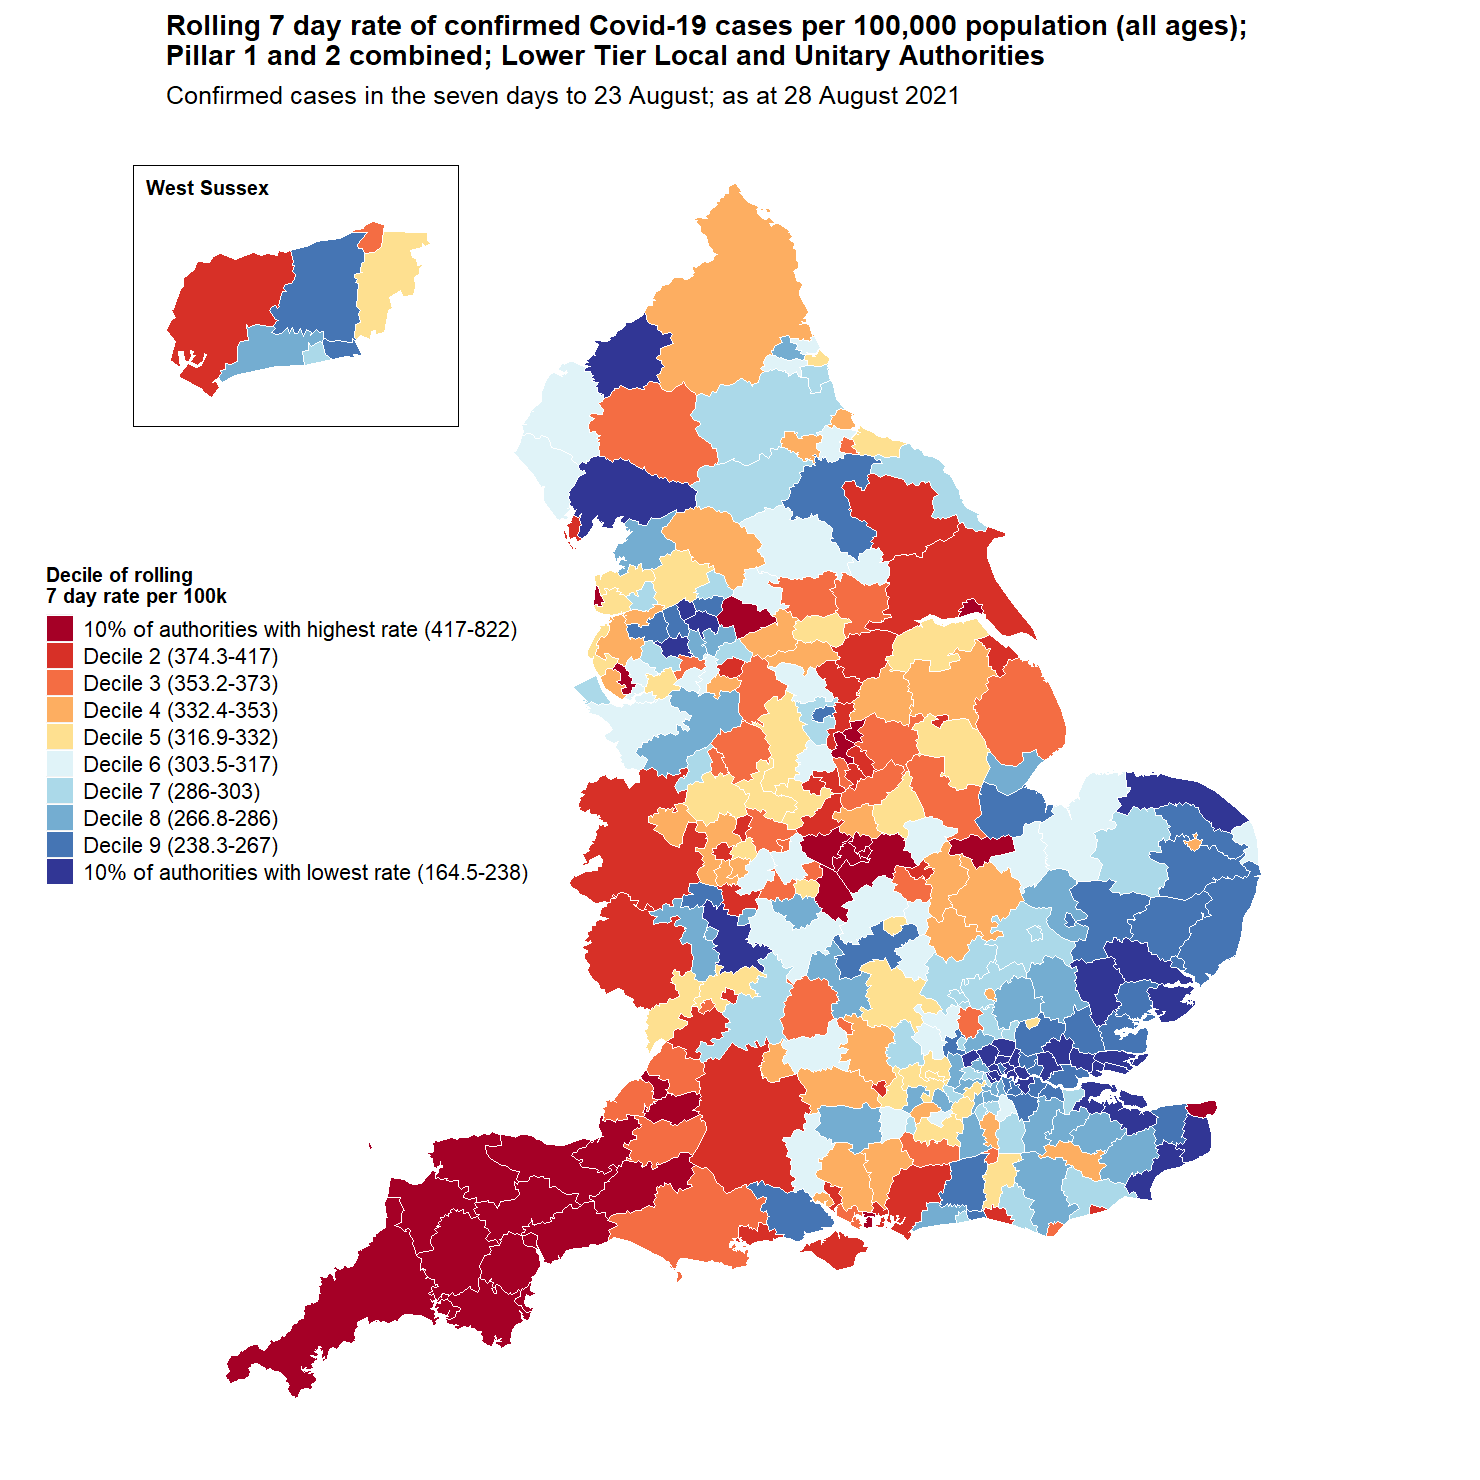 Rolling 7 day rate of confirmed Covid-19 cases per 100,000 population (all ages);
Pillar 1 and 2 combined; Lower Tier Local and Unitary Authorities
Confirmed cases in the seven days to 23 August; as at 28 August 2021
West Sussex
Decile of rolling
7 day rate per 100k
10% of authorities with highest rate (417-822)
Decile 2 (374.3-417)
Decile 3 (353.2-373)
Decile 4 (332.4-353)
Decile 5 (316.9-332)
Decile 6 (303.5-317)
Decile 7 (286-303)
Decile 8 (266.8-286)
Decile 9 (238.3-267)
10% of authorities with lowest rate (164.5-238)